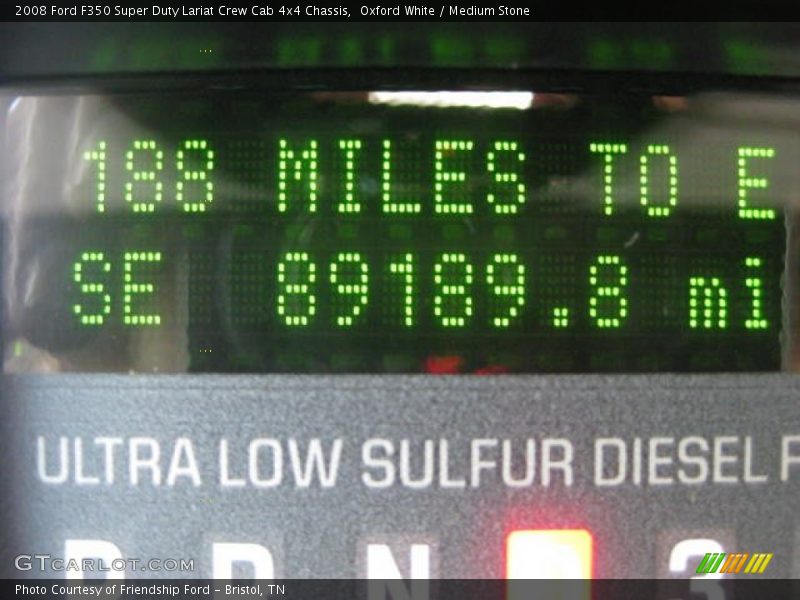 2008 Ford F350 Super Duty Lariat Crew Cab 4x4 Chassis,  Oxford White / Medium Stone
188 MILES TO E
SE 89189.8 mi
ULTRA LOW SULFUR DIESEL F
N 3
GTCarLot.com
Photo Courtesy of Friendship Ford - Bristol, TN